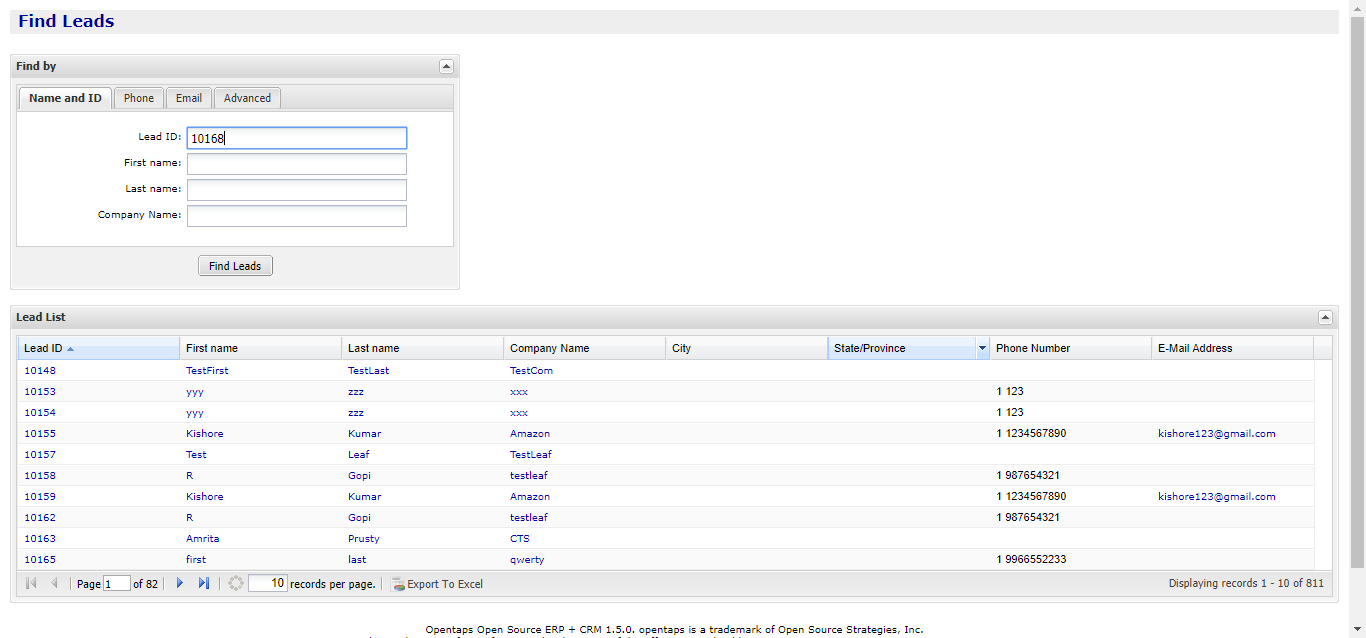 Find Leads
Find by
Name and ID Phone Email Advanced
Lead ID: 10168
First name:
Last name:
Company Name:
Find Leads
Lead List
Lead ID First name Last name Company Name City State/Province Phone Number E-Mail Address
10148 TestFirst TestLast TestCom
10153 yyy zzz xxx 1 123
10154 yyy zzz xxx 1 123
10155 Kishore Kumar Amazon 1 1234567890 kishore123@gmail.com
10157 Test Leaf TestLeaf
10158 R Gopi testleaf 1 987654321
10159 Kishore Kumar Amazon 1 1234567890 kishore123@gmail.com
10162 R Gopi testleaf 1 987654321
10163 Amrita Prusty CTS
10165 first last qwerty 1 9966552233
Page 1 of 82 10 records per page. Export To Excel Displaying records 1 - 10 of 811
Opentaps Open Source ERP + CRM 1.5.0. opentaps is a trademark of Open Source Strategies, Inc.